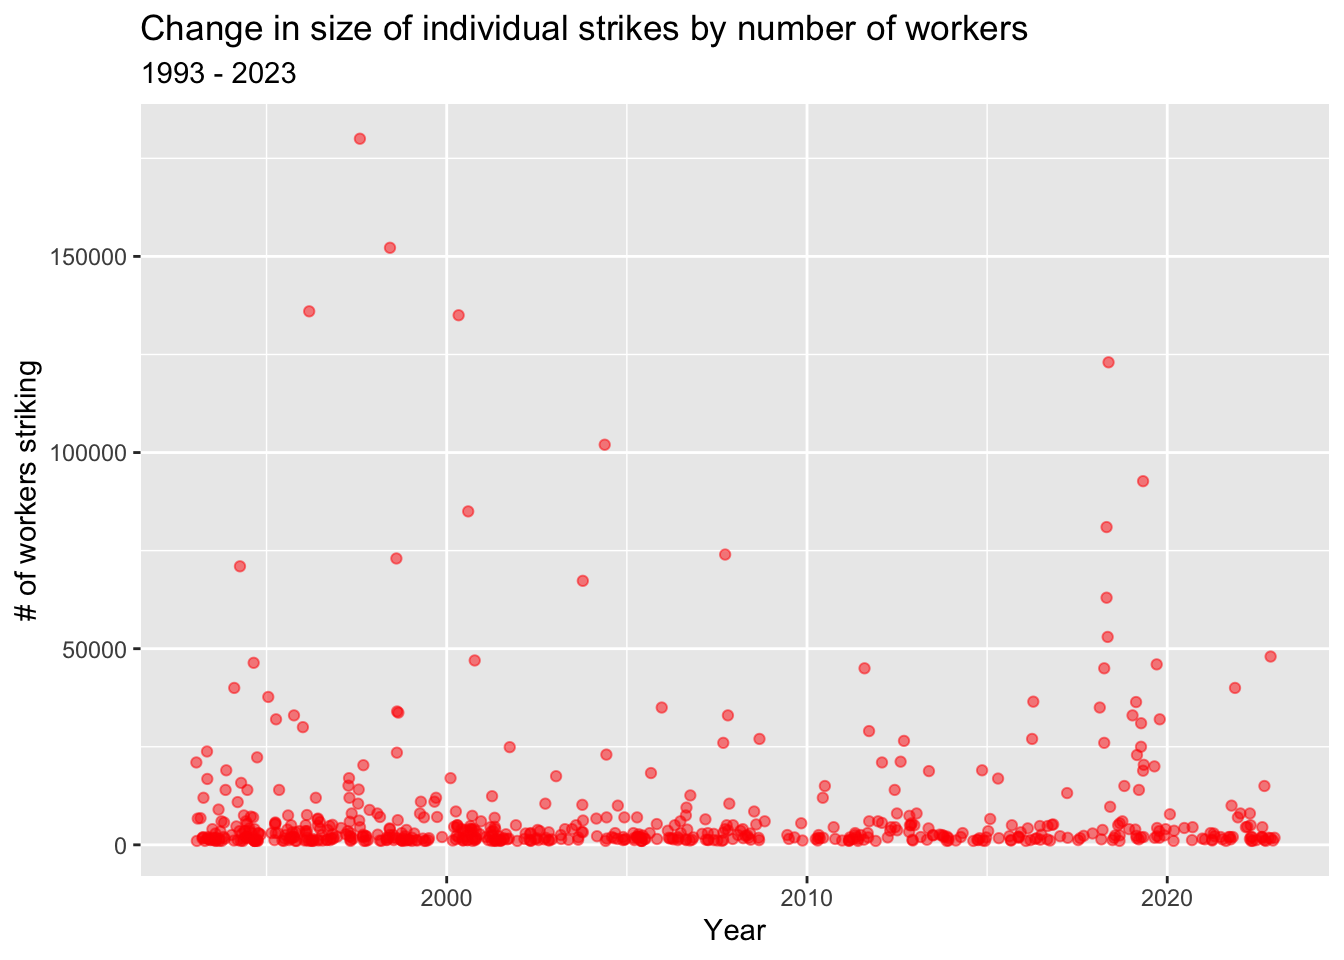 Change in size of individual strikes by number of workers
1993 - 2023
150000
100000
50000
0
# of workers striking
2000 2010 2020
Year